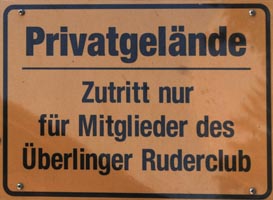 Privatgelände
Zutritt nur
für Mitglieder des
Überlinger Ruderclub